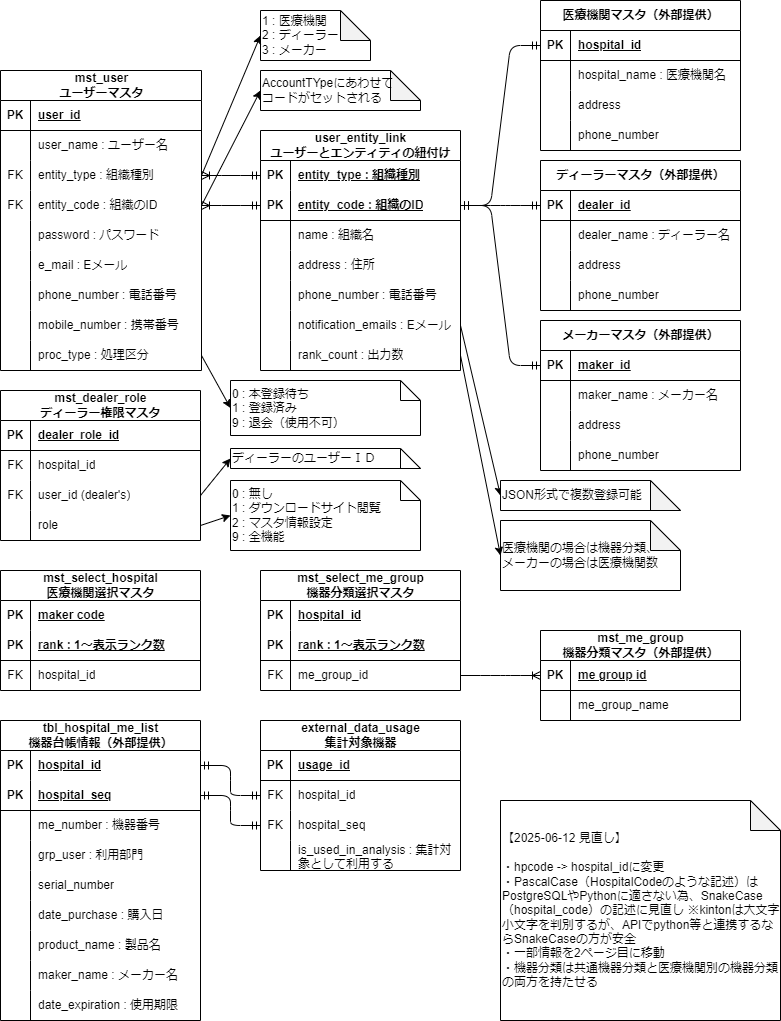 1 : 医療機関
2 : ディーラー
3 : メーカー
AccountTYpeにあわせて
コードがセットされる
mst_user
ユーザーマスタ
PK user_id
user_name : ユーザー名
FK entity_type : 組織種別
FK entity_code : 組織のID
password : パスワード
e_mail : Eメール
phone_number : 電話番号
mobile_number : 携帯番号
proc_type : 処理区分
user_entity_link
ユーザーとエンティティの紐付け
PK entity_type : 組織種別
PK entity_code : 組織のID
name : 組織名
address : 住所
phone_number : 電話番号
notification_emails : Eメール
rank_count : 出力数
医療機関マスタ（外部提供）
PK hospital_id
hospital_name : 医療機関名
address
phone_number
ディーラーマスタ（外部提供）
PK dealer_id
dealer_name : ディーラー名
address
phone_number
メーカーマスタ（外部提供）
PK maker_id
maker_name : メーカー名
address
phone_number
mst_dealer_role
ディーラー権限マスタ
PK dealer_role_id
FK hospital_id
FK user_id (dealer's)
role
0 : 本登録待ち
1 : 登録済み
9 : 退会（使用不可）
ディーラーのユーザーＩＤ
0 : 無し
1 : ダウンロードサイト閲覧
2 : マスタ情報設定
9 : 全機能
JSON形式で複数登録可能
医療機関の場合は機器分類、
メーカーの場合は医療機関数
mst_select_hospital
医療機関選択マスタ
PK maker code
PK rank : 1～表示ランク数
FK hospital_id
mst_select_me_group
機器分類選択マスタ
PK hospital_id
PK rank : 1～表示ランク数
FK me_group_id
mst_me_group
機器分類マスタ（外部提供）
PK me group id
me_group_name
tbl_hospital_me_list
機器台帳情報（外部提供）
PK hospital_id
PK hospital_seq
me_number : 機器番号
grp_user : 利用部門
serial_number
date_purchase : 購入日
product_name : 製品名
maker_name : メーカー名
date_expiration : 使用期限
external_data_usage
集計対象機器
PK usage_id
FK hospital_id
FK hospital_seq
is_used_in_analysis : 集計対
象として利用する
【2025-06-12 見直し】
・hpcode -> hospital_idに変更
・PascalCase（HospitalCodeのような記述）は
PostgreSQLやPythonに適さない為、SnakeCase
（hospital_code）の記述に見直し ※kintonは大文字
小文字を判別するが、APIでpython等と連携するな
らSnakeCaseの方が安全
・一部情報を2ページ目に移動
・機器分類は共通機器分類と医療機関別の機器分類
の両方を持たせる